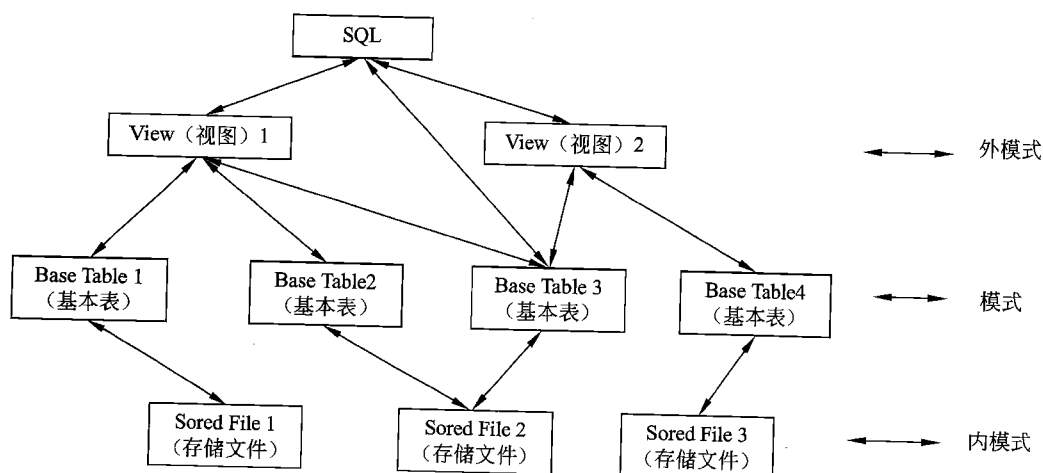 SQL
View（视图）1
View（视图）2
外模式
Base Table 1
（基本表）
Base Table2
（基本表）
Base Table 3
（基本表）
Base Table4
（基本表）
模式
Sored File 1
（存储文件）
Sored File 2
（存储文件）
Sored File 3
（存储文件）
内模式